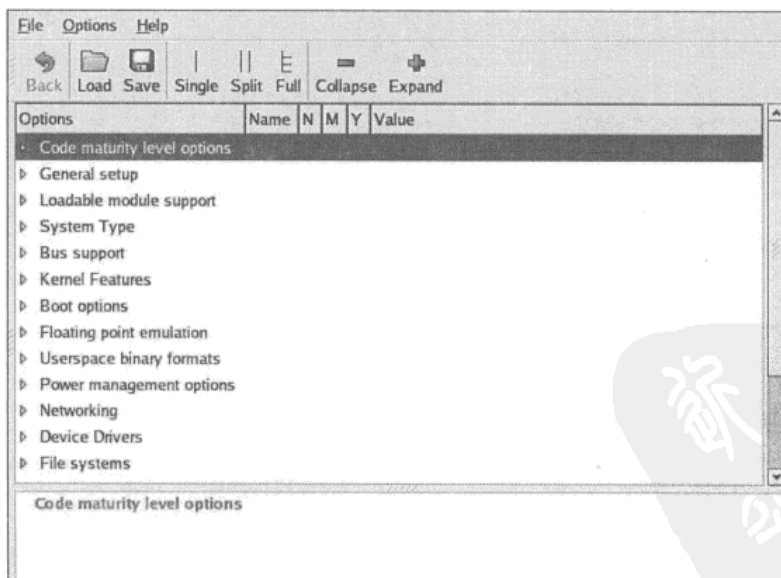 File Options Help
Back Load Save Single Split Full Collapse Expand
Options Name N M Y Value
Code maturity level options
General setup
Loadable module support
System Type
Bus support
Kernel Features
Boot options
Floating point emulation
Userspace binary formats
Power management options
Networking
Device Drivers
File systems
Code maturity level options